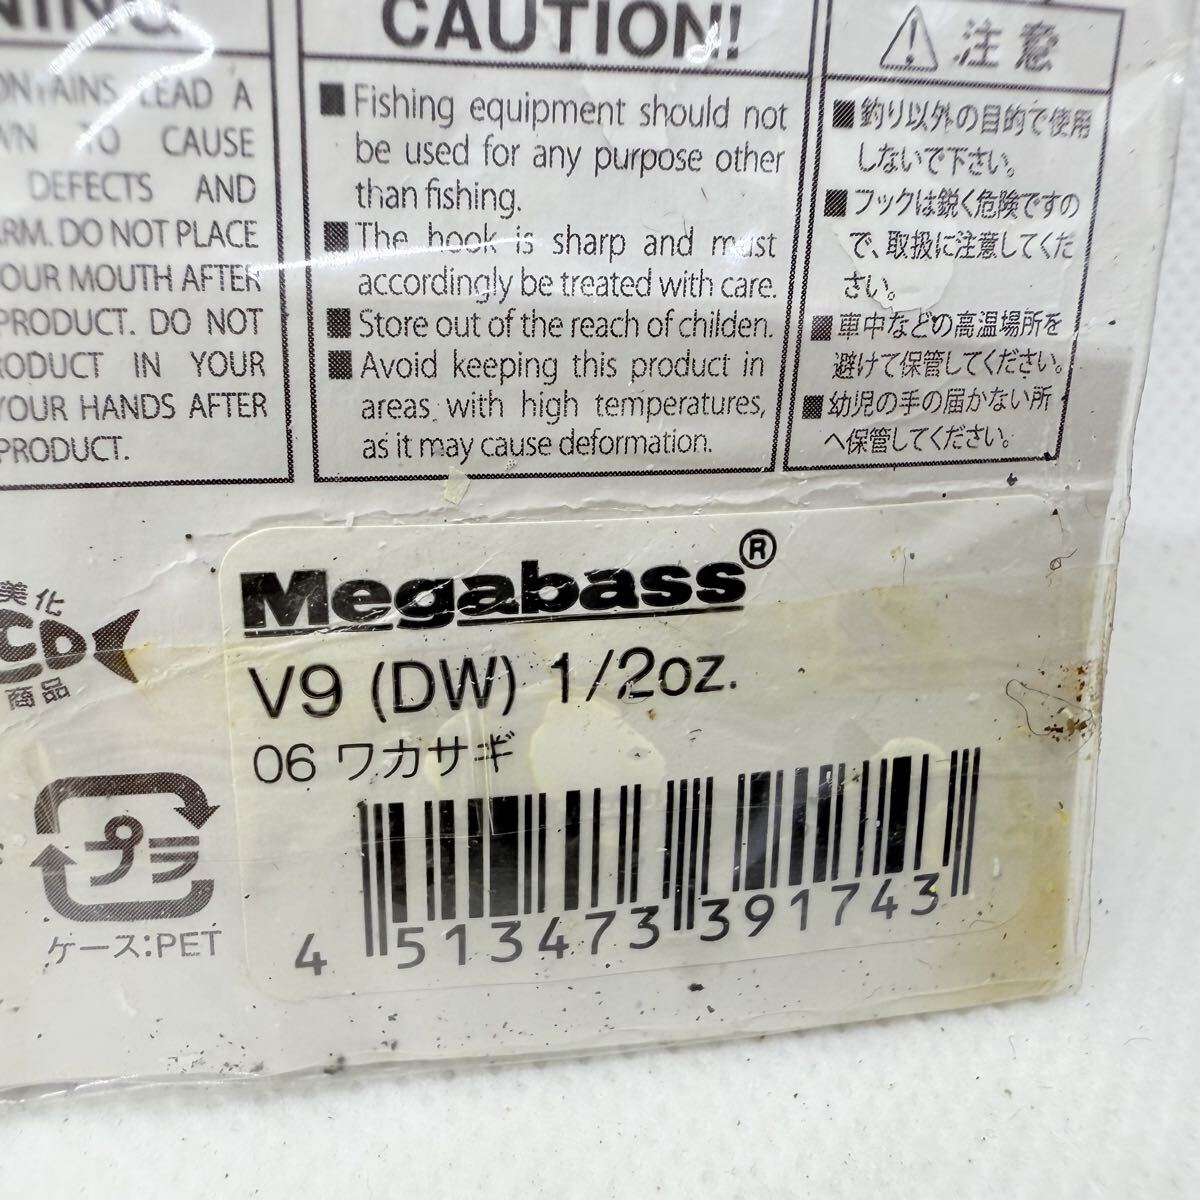 CAUTION!
注意
CONTAINS LEAD A
TO CAUSE
DEFECTS AND
DO NOT PLACE
MOUTH AFTER
PRODUCT. DO NOT
IN YOUR
YOUR HANDS AFTER
PRODUCT.
■Fishing equipment should not
be used for any purpose other
than fishing.
■The hook is sharp and must
accordingly be treated with care.
■Store out of the reach of childen.
■Avoid keeping this product in
areas with high temperatures,
as it may cause deformation.
■釣り以外の目的で使用
しないで下さい。
■フックは鋭く危険ですの
で、取扱に注意してくだ
さい。
■車中などの高温場所を
避けて保管してください。
■幼児の手の届かない所
へ保管してください。
美化
商品
プラ
ケース:PET
Megabass®
V9 (DW) 1/2oz.
06 ワカサギ
4 513473 391743